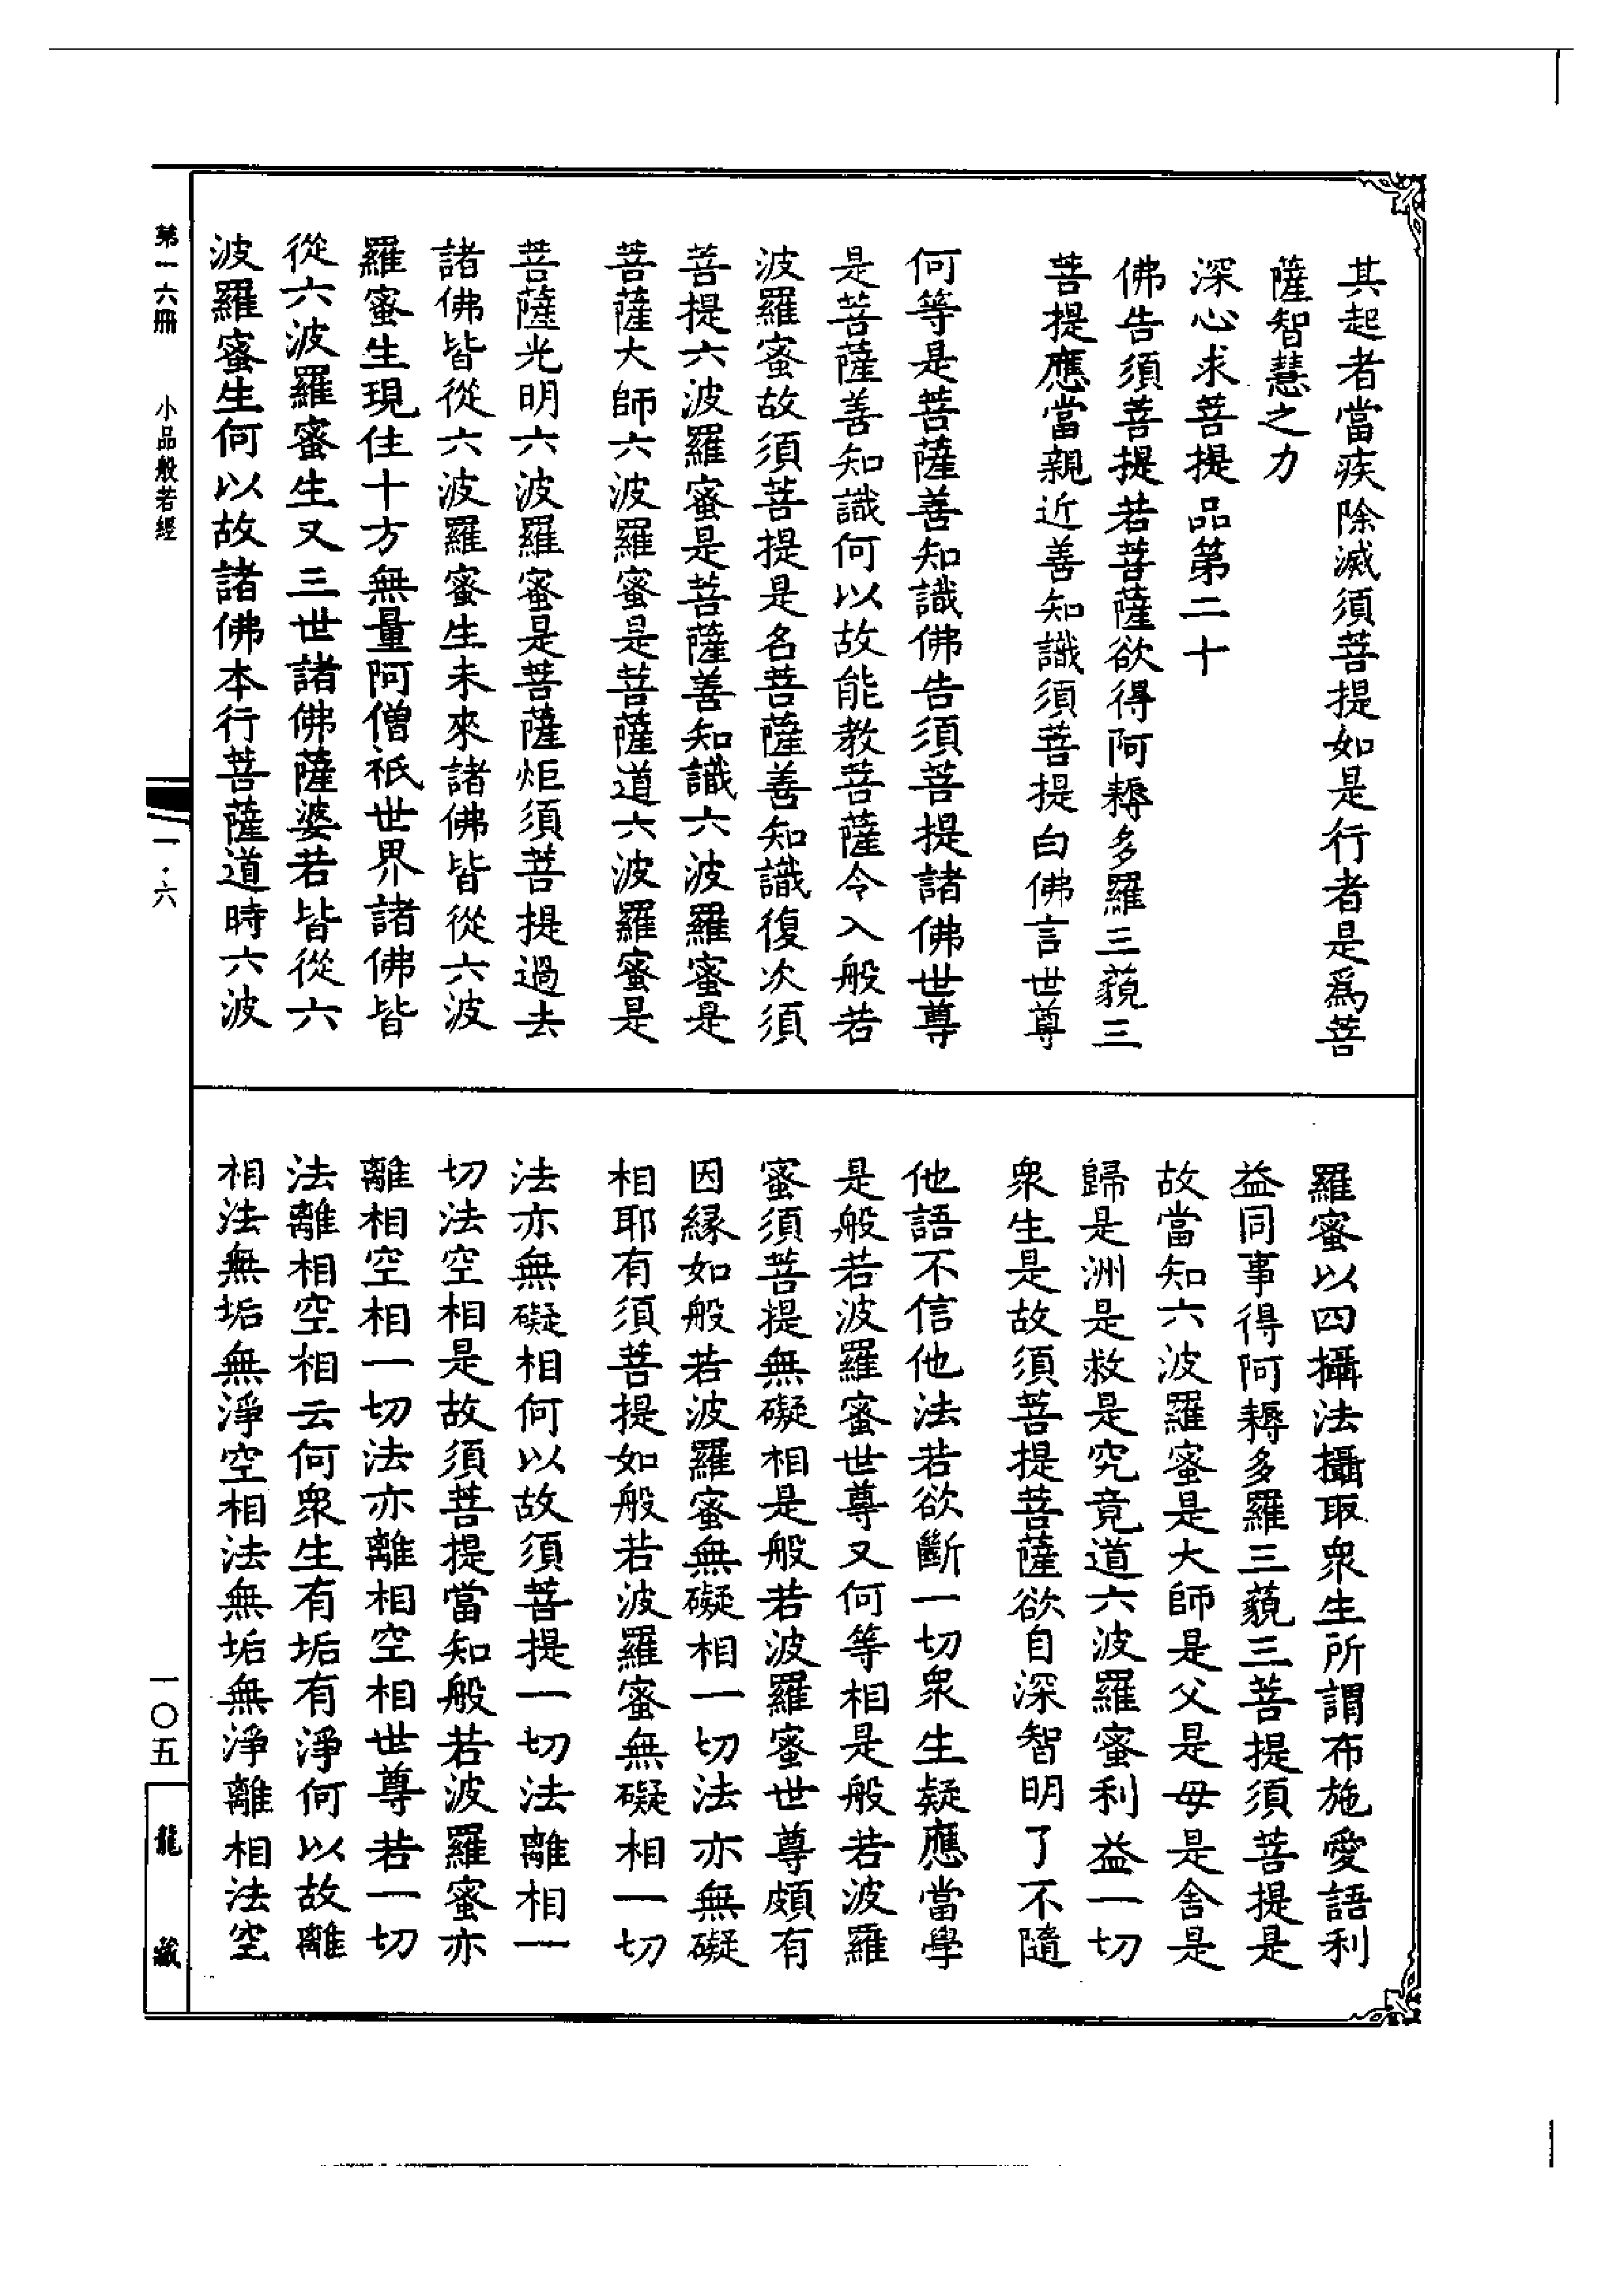 其起者當疾除滅須菩提如是行者是爲菩
薩智慧之力
深心求菩提品第二十
佛告須菩提若菩薩欲得阿耨多羅三藐三
菩提應當親近善知識須菩提白佛言世尊
何等是菩薩善知識佛告須菩提諸佛世尊
是菩薩善知識何以故能教菩薩令入般若
波羅蜜故須菩提是名菩薩善知識復次須
菩提六波羅蜜是菩薩善知識六波羅蜜是
菩薩大師六波羅蜜是菩薩道六波羅蜜是
菩薩光明六波羅蜜是菩薩炬須菩提過去
諸佛皆從六波羅蜜生未來諸佛皆從六波
羅蜜生現住十方無量阿僧祇世界諸佛皆
從六波羅蜜生又三世諸佛薩婆若皆從六
波羅蜜生何以故諸佛本行菩薩道時六波
羅蜜以四攝法攝取衆生所謂布施愛語利
益同事得阿耨多羅三藐三菩提須菩提是
故當知六波羅蜜是大師是父是母是舍是
歸是洲是救是究竟道六波羅蜜利益一切
衆生是故須菩提菩薩欲自深智明了不隨
他語不信他法若欲斷一切衆生疑應當學
是般若波羅蜜世尊又何等相是般若波羅
蜜須菩提無礙相是般若波羅蜜世尊頗有
因緣如般若波羅蜜無礙相一切法亦無礙
相耶有須菩提如般若波羅蜜無礙相一切
法亦無礙相何以故須菩提一切法離相一
切法空相是故須菩提當知般若波羅蜜亦
離相空相一切法亦離相空相世尊若一切
法離相空相云何衆生有垢有淨何以故離
相法無垢無淨空相法無垢無淨離相法空
第一六冊 小品般若經
一·六
一〇五
龍藏